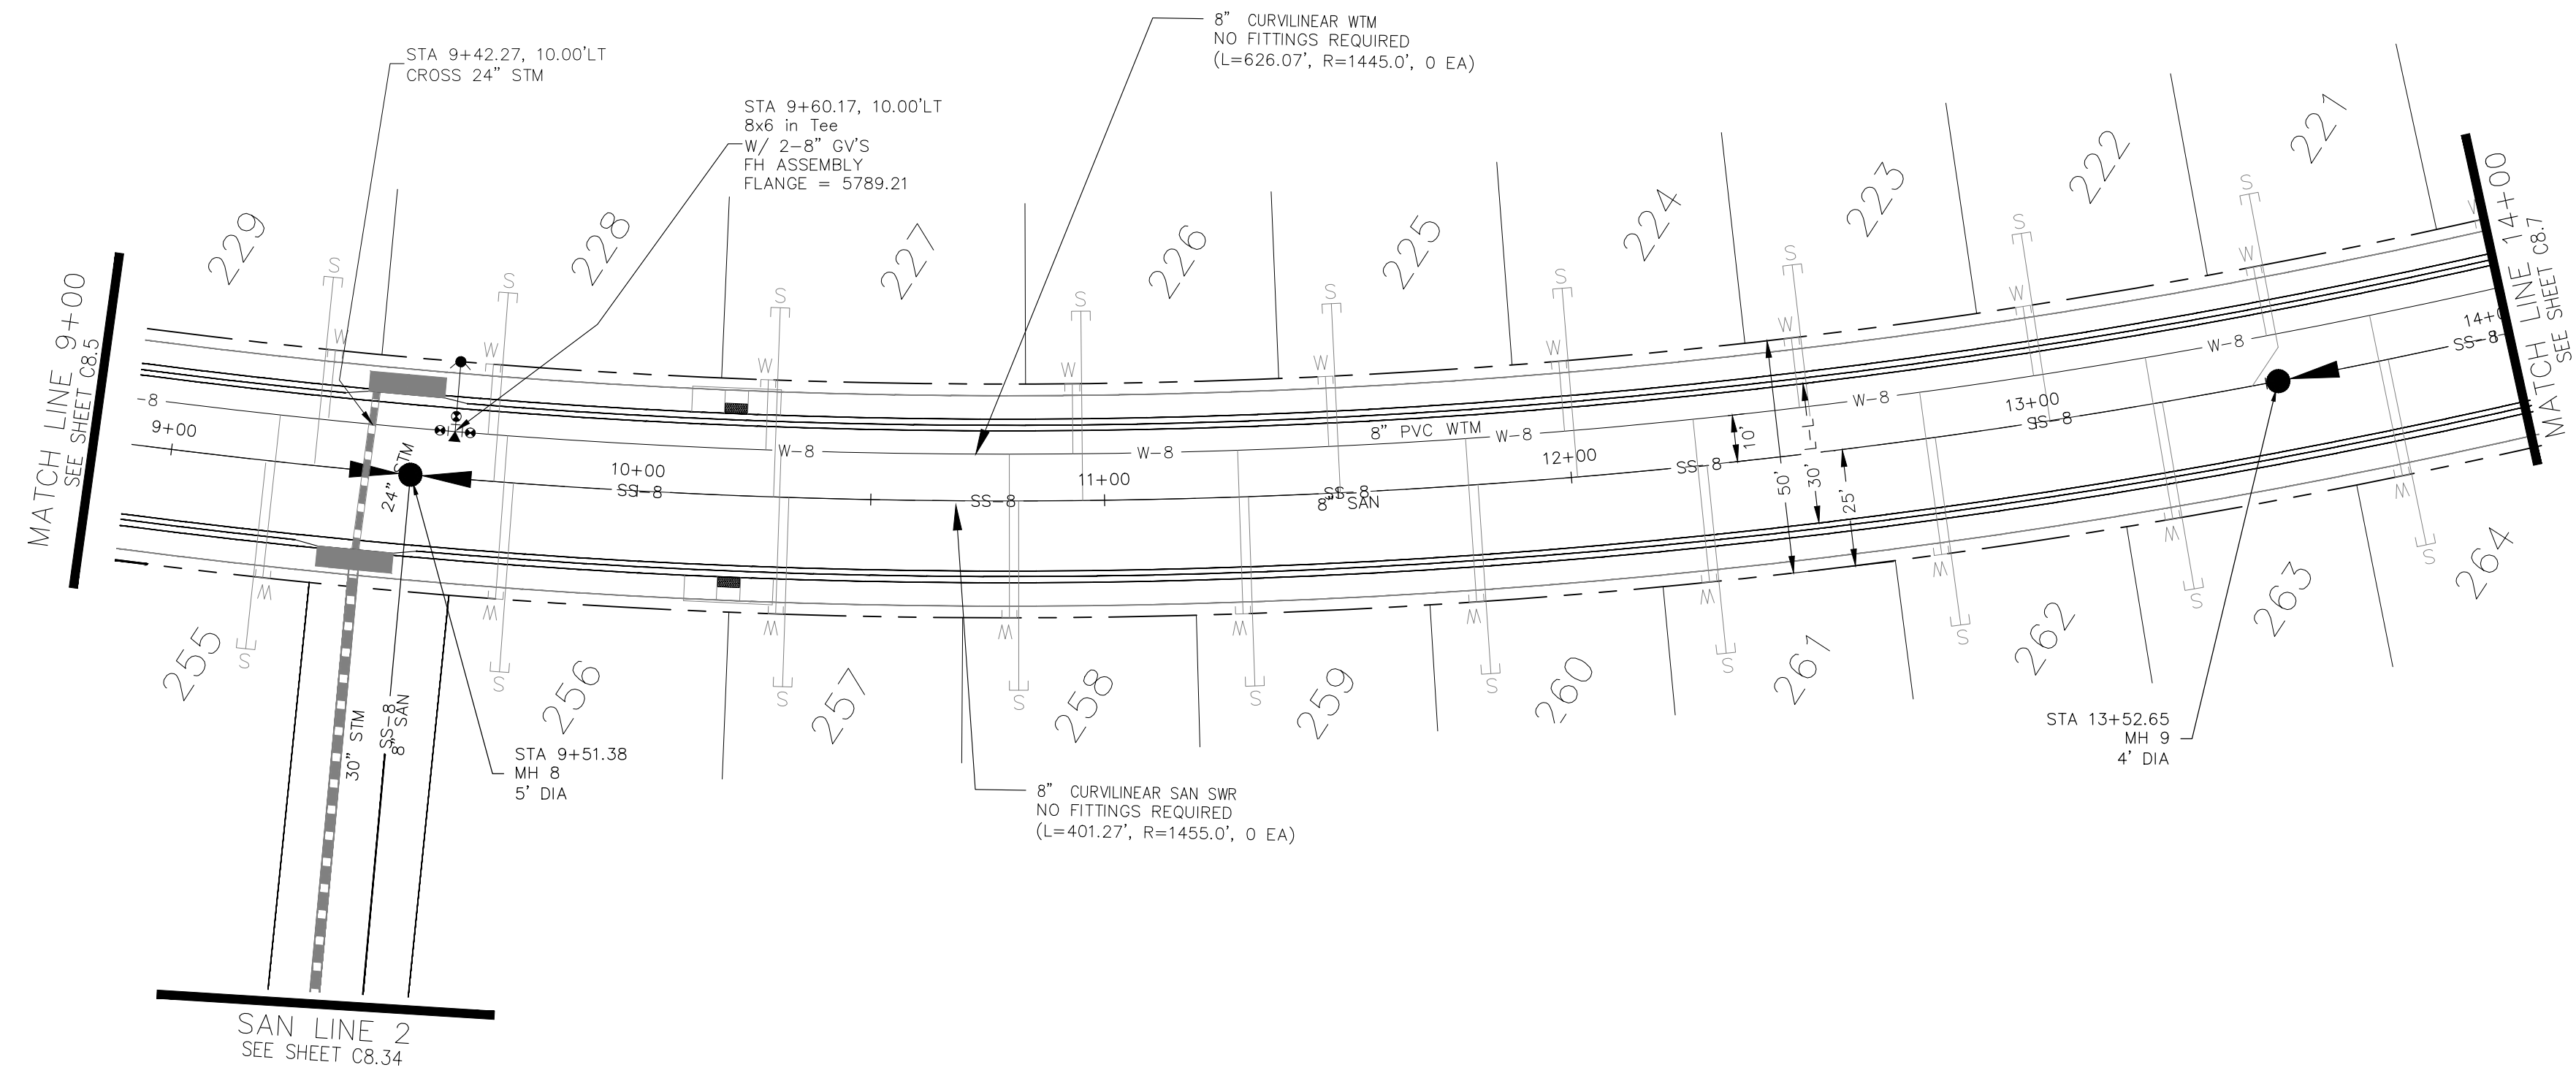 8" CURVILINEAR WTM
NO FITTINGS REQUIRED
(L=626.07', R=1445.0', 0 EA)
STA 9+42.27, 10.00'LT
CROSS 24" STM
STA 9+60.17, 10.00'LT
8x6 in Tee
W/ 2-8" GV'S
FH ASSEMBLY
FLANGE = 5789.21
229
228
227
226
225
224
223
222
221
MATCH LINE 9+00
SEE SHEET C8.5
MATCH LINE 14+00
SEE SHEET C8.7
S
S
S
S
S
S
S
S
S
W
W
W
W
W
W
W
W
W
W
-8
W-8
W-8
8" PVC WTM
W-8
W-8
W-8
9+00
10+00
11+00
12+00
13+00
14+0
24" STM
SS-8
SS-8
SS-8
8" SAN
SS-8
SS-8
SS-8
10'
50'
30' L-L
25'
W
W
W
W
W
W
W
W
W
W
S
S
S
S
S
S
S
S
S
S
255
256
257
258
259
260
261
262
263
264
30" STM
SS-8
8" SAN
STA 9+51.38
MH 8
5' DIA
8" CURVILINEAR SAN SWR
NO FITTINGS REQUIRED
(L=401.27', R=1455.0', 0 EA)
STA 13+52.65
MH 9
4' DIA
SAN LINE 2
SEE SHEET C8.34